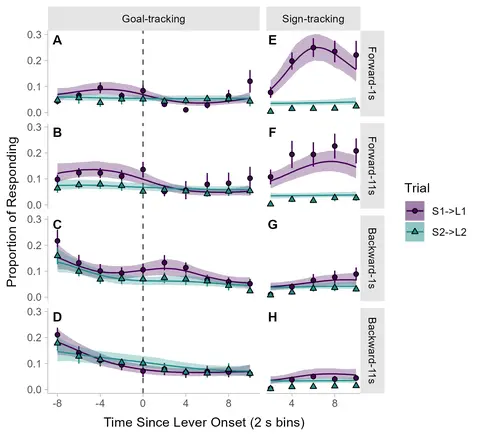 Goal-tracking
Sign-tracking
A
E
Forward-1s
0.3
0.2
0.1
0.0
B
F
Forward-11s
0.3
0.2
0.1
0.0
C
G
Backward-1s
0.3
0.2
0.1
0.0
D
H
Backward-11s
0.3
0.2
0.1
0.0
Proportion of Responding
-8 -4 0 4 8
4 8
Time Since Lever Onset (2 s bins)
Trial
S1->L1
S2->L2